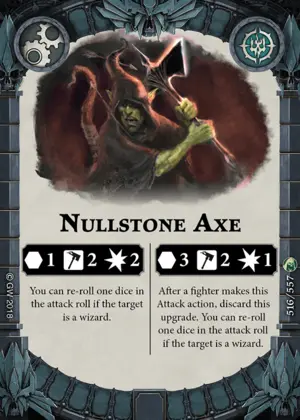 NULLSTONE AXE
1 2 2
3 2 1
You can re-roll one dice in
the attack roll if the target
is a wizard.
After a fighter makes this
Attack action, discard this
upgrade. You can re-roll
one dice in the attack roll
if the target is a wizard.
© GW 2018
516/557